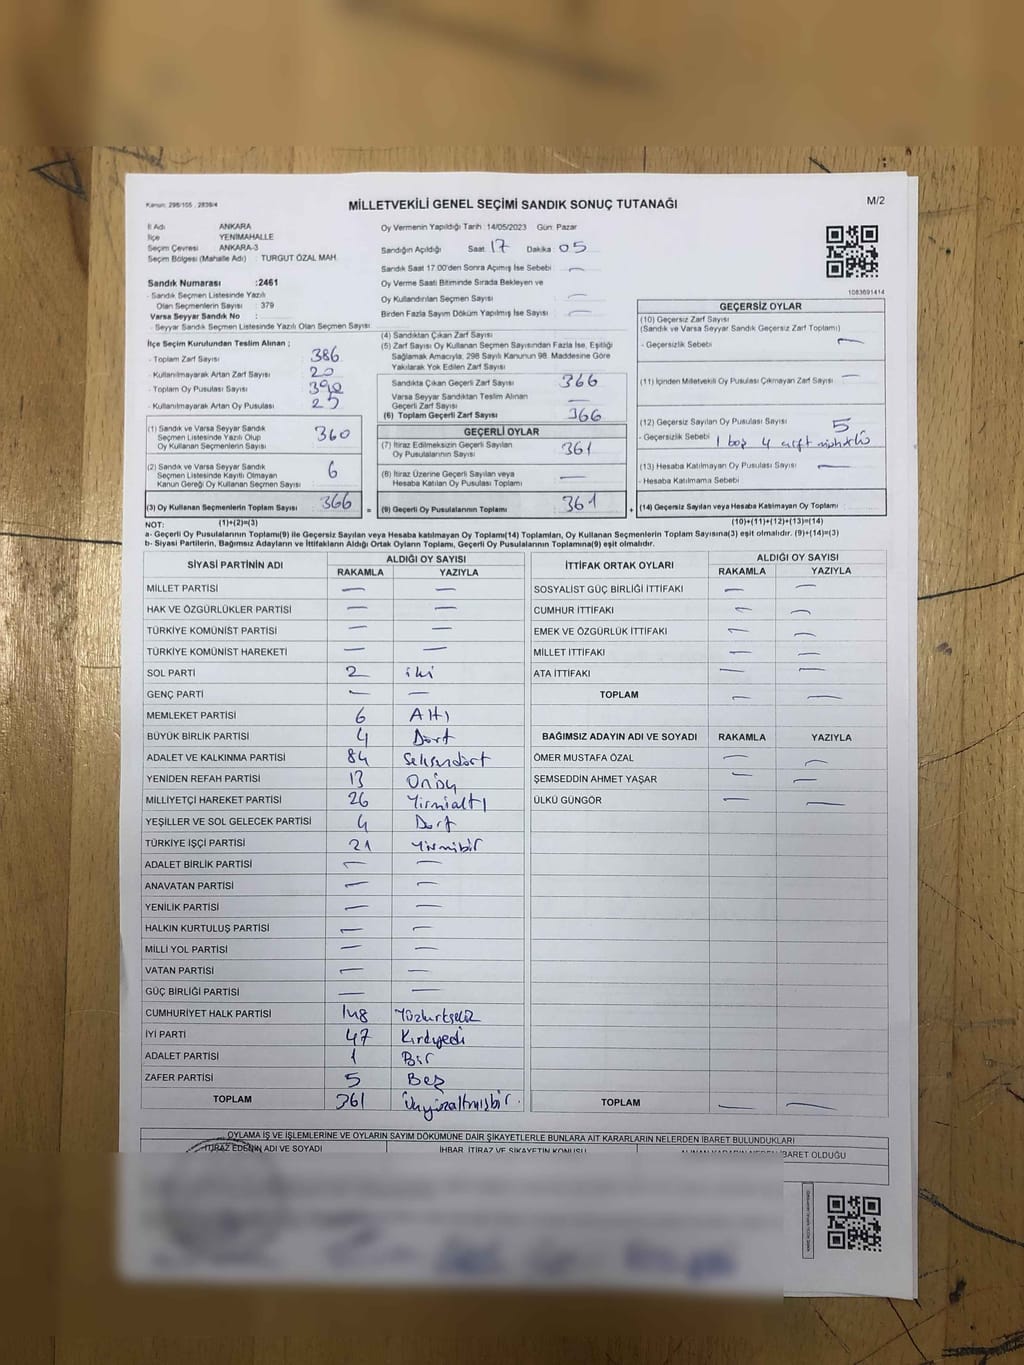 Kanun: 298/105 , 2839/4
MİLLETVEKİLİ GENEL SEÇİMİ SANDIK SONUÇ TUTANAĞI
M/2
İl Adı ANKARA
İlçe YENİMAHALLE
Seçim Çevresi ANKARA-3
Seçim Bölgesi (Mahalle Adı) : TURGUT ÖZAL MAH.
Sandık Numarası :2461
- Sandık Seçmen Listesinde Yazılı
Olan Seçmenlerin Sayısı : 379
Varsa Seyyar Sandık No :
- Seyyar Sandık Seçmen Listesinde Yazılı Olan Seçmen Sayısı :
İlçe Seçim Kurulundan Teslim Alınan ;
- Toplam Zarf Sayısı 386
- Kullanılmayarak Artan Zarf Sayısı 20
- Toplam Oy Pusulası Sayısı 390
- Kullanılmayarak Artan Oy Pusulası 25
(1) Sandık ve Varsa Seyyar Sandık
Seçmen Listesinde Yazılı Olup
Oy Kullanan Seçmenlerin Sayısı 360
(2) Sandık ve Varsa Seyyar Sandık
Seçmen Listesinde Kayıtlı Olmayan
Kanun Gereği Oy Kullanan Seçmen Sayısı : 6
(3) Oy Kullanan Seçmenlerin Toplam Sayısı 366 =
Oy Vermenin Yapıldığı Tarih : 14/05/2023 Gün: Pazar
Sandığın Açıldığı Saat 17 Dakika 05
Sandık Saat 17.00'den Sonra Açılmış İse Sebebi —
Oy Verme Saati Bitiminde Sırada Bekleyen ve
Oy Kullandırılan Seçmen Sayısı : —
Birden Fazla Sayım Döküm Yapılmış İse Sayısı : —
(4) Sandıktan Çıkan Zarf Sayısı
(5) Zarf Sayısı Oy Kullanan Seçmen Sayısından Fazla İse, Eşitliği
Sağlamak Amacıyla, 298 Sayılı Kanunun 98. Maddesine Göre
Yakılarak Yok Edilen Zarf Sayısı :
Sandıkta Çıkan Geçerli Zarf Sayısı 366
Varsa Seyyar Sandıktan Teslim Alınan
Geçerli Zarf Sayısı —
(6) Toplam Geçerli Zarf Sayısı 366
GEÇERLİ OYLAR
(7) İtiraz Edilmeksizin Geçerli Sayılan
Oy Pusulalarının Sayısı 361
(8) İtiraz Üzerine Geçerli Sayılan veya
Hesaba Katılan Oy Pusulası Toplamı —
(9) Geçerli Oy Pusulalarının Toplamı 361 +
1083691414
GEÇERSİZ OYLAR
(10) Geçersiz Zarf Sayısı
(Sandık ve Varsa Seyyar Sandık Geçersiz Zarf Toplamı)
- Geçersizlik Sebebi : —
(11) İçinden Milletvekili Oy Pusulası Çıkmayan Zarf Sayısı : —
(12) Geçersiz Sayılan Oy Pusulası Sayısı 5
- Geçersizlik Sebebi 1 boş 4 çift mühürlü
(13) Hesaba Katılmayan Oy Pusulası Sayısı —
- Hesaba Katılmama Sebebi
(14) Geçersiz Sayılan veya Hesaba Katılmayan Oy Toplamı :
NOT: (1)+(2)=(3) (10)+(11)+(12)+(13)=(14)
a- Geçerli Oy Pusulalarının Toplamı(9) ile Geçersiz Sayılan veya Hesaba Katılmayan Oy Toplamı(14) Toplamları, Oy Kullanan Seçmenlerin Toplam Sayısına(3) eşit olmalıdır. (9)+(14)=(3)
b- Siyasi Partilerin, Bağımsız Adayların ve İttifakların Aldığı Ortak Oyların Toplamı, Geçerli Oy Pusulalarının Toplamına(9) eşit olmalıdır.
SİYASİ PARTİNİN ADI ALDIĞI OY SAYISI
RAKAMLA YAZIYLA
MİLLET PARTİSİ — —
HAK VE ÖZGÜRLÜKLER PARTİSİ — —
TÜRKİYE KOMÜNİST PARTİSİ — —
TÜRKİYE KOMÜNİST HAREKETİ — —
SOL PARTİ 2 iki
GENÇ PARTİ — —
MEMLEKET PARTİSİ 6 Altı
BÜYÜK BİRLİK PARTİSİ 4 Dört
ADALET VE KALKINMA PARTİSİ 84 Seksendört
YENİDEN REFAH PARTİSİ 13 Onüç
MİLLİYETÇİ HAREKET PARTİSİ 26 Yirmialtı
YEŞİLLER VE SOL GELECEK PARTİSİ 4 Dört
TÜRKİYE İŞÇİ PARTİSİ 21 Yirmibir
ADALET BİRLİK PARTİSİ — —
ANAVATAN PARTİSİ — —
YENİLİK PARTİSİ — —
HALKIN KURTULUŞ PARTİSİ — —
MİLLİ YOL PARTİSİ — —
VATAN PARTİSİ — —
GÜÇ BİRLİĞİ PARTİSİ — —
CUMHURİYET HALK PARTİSİ 148 Yüzkırksekiz
İYİ PARTİ 47 Kırkyedi
ADALET PARTİSİ 1 Bir
ZAFER PARTİSİ 5 Beş
TOPLAM 361 Üçyüzaltmışbir.
İTTİFAK ORTAK OYLARI ALDIĞI OY SAYISI
RAKAMLA YAZIYLA
SOSYALİST GÜÇ BİRLİĞİ İTTİFAKI — —
CUMHUR İTTİFAKI — —
EMEK VE ÖZGÜRLÜK İTTİFAKI — —
MİLLET İTTİFAKI — —
ATA İTTİFAKI — —
TOPLAM — —
BAĞIMSIZ ADAYIN ADI VE SOYADI RAKAMLA YAZIYLA
ÖMER MUSTAFA ÖZAL — —
ŞEMSEDDİN AHMET YAŞAR — —
ÜLKÜ GÜNGÖR — —
TOPLAM — —
OYLAMA İŞ VE İŞLEMLERİNE VE OYLARIN SAYIM DÖKÜMÜNE DAİR ŞİKAYETLERLE BUNLARA AİT KARARLARIN NELERDEN İBARET BULUNDUKLARI
İTİRAZ EDENİN ADI VE SOYADI İHBAR, İTİRAZ VE ŞİKAYETİN KONUSU ALINAN KARARIN NEDEN İBARET OLDUĞU